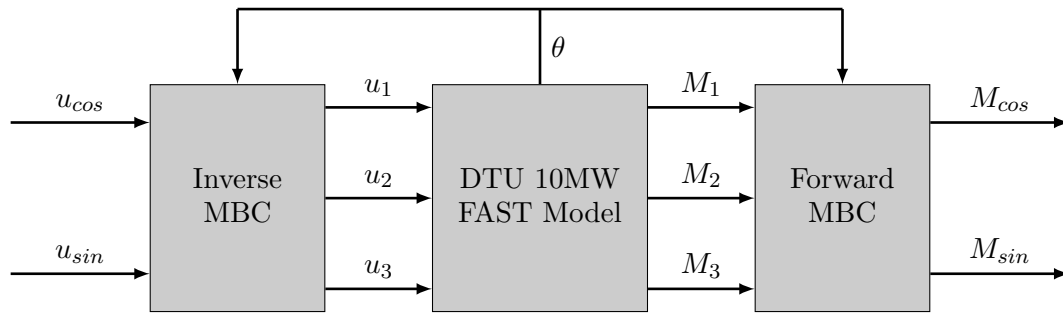 θ
u_cos
u_1
M_1
M_cos
Inverse
MBC
u_2
DTU 10MW
FAST Model
M_2
Forward
MBC
u_sin
u_3
M_3
M_sin